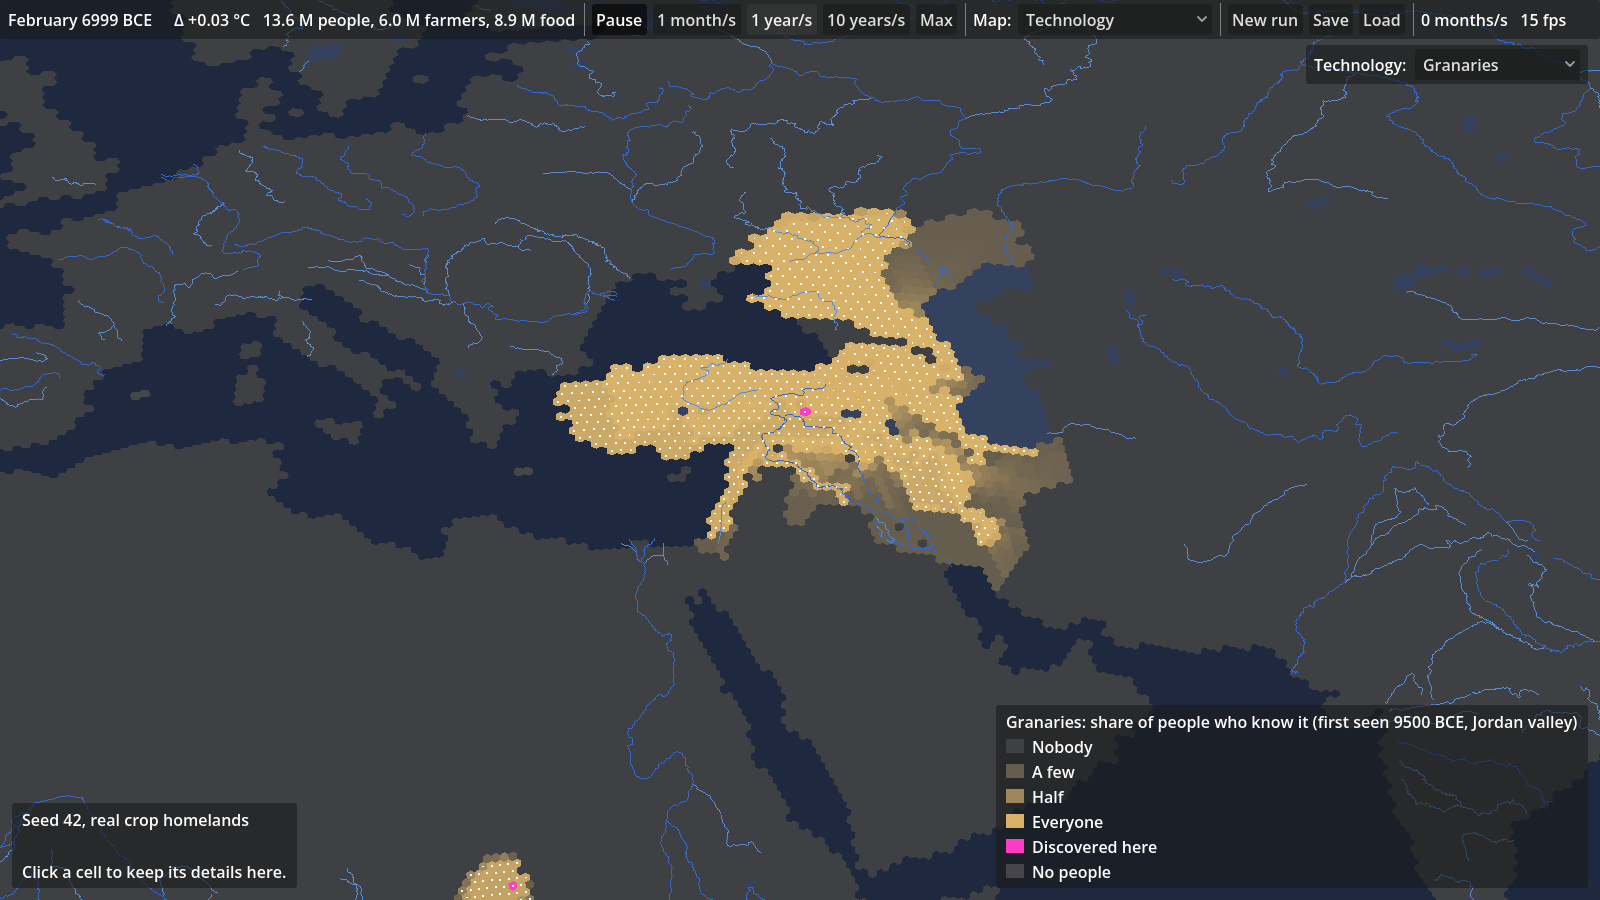 February 6999 BCE Δ +0.03 °C 13.6 M people, 6.0 M farmers, 8.9 M food Pause 1 month/s 1 year/s 10 years/s Max Map: Technology New run Save Load 0 months/s 15 fps
Technology: Granaries
Granaries: share of people who know it (first seen 9500 BCE, Jordan valley)
Nobody
A few
Half
Everyone
Discovered here
No people
Seed 42, real crop homelands
Click a cell to keep its details here.